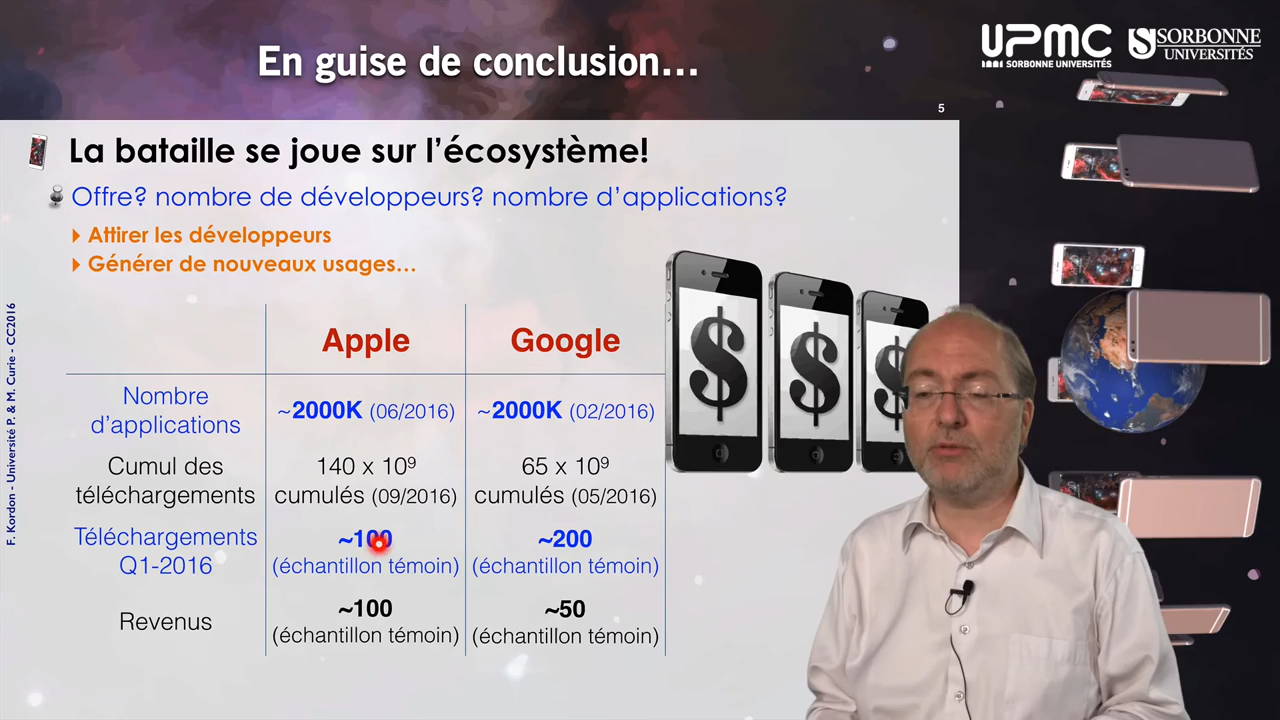 En guise de conclusion...
UPMC
SORBONNE UNIVERSITÉS
SORBONNE
UNIVERSITÉS
5
La bataille se joue sur l'écosystème!
Offre? nombre de développeurs? nombre d'applications?
Attirer les développeurs
Générer de nouveaux usages...
Apple
Google
Nombre
d'applications
~2000K (06/2016)
~2000K (02/2016)
Cumul des
téléchargements
140 x 10⁹
cumulés (09/2016)
65 x 10⁹
cumulés (05/2016)
Téléchargements
Q1-2016
~100
(échantillon témoin)
~200
(échantillon témoin)
Revenus
~100
(échantillon témoin)
~50
(échantillon témoin)
$
$
$
F. Kordon - Université P. & M. Curie - CC2016